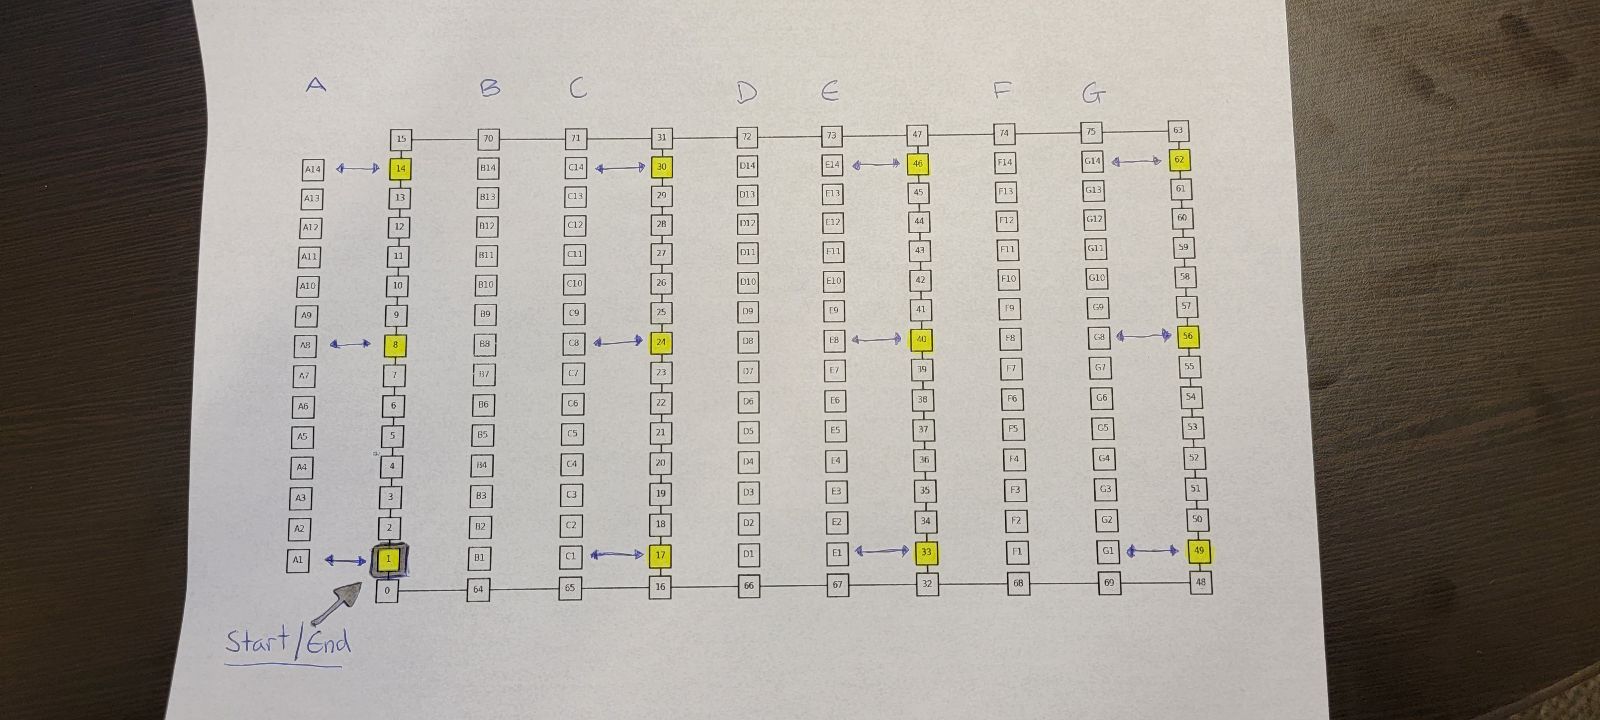 A B C D E F G
15 70 71 31 72 73 47 74 75 63
A14 14 B14 C14 30 D14 E14 46 F14 G14 62
A13 13 B13 C13 29 D13 E13 45 F13 G13 61
A12 12 B12 C12 28 D12 E12 44 F12 G12 60
A11 11 B11 C11 27 D11 E11 43 F11 G11 59
A10 10 B10 C10 26 D10 E10 42 F10 G10 58
A9 9 B9 C9 25 D9 E9 41 F9 G9 57
A8 8 B8 C8 24 D8 E8 40 F8 G8 56
A7 7 B7 C7 23 D7 E7 39 F7 G7 55
A6 6 B6 C6 22 D6 E6 38 F6 G6 54
A5 5 B5 C5 21 D5 E5 37 F5 G5 53
A4 4 B4 C4 20 D4 E4 36 F4 G4 52
A3 3 B3 C3 19 D3 E3 35 F3 G3 51
A2 2 B2 C2 18 D2 E2 34 F2 G2 50
A1 1 B1 C1 17 D1 E1 33 F1 G1 49
0 64 65 16 66 67 32 68 69 48
Start/End